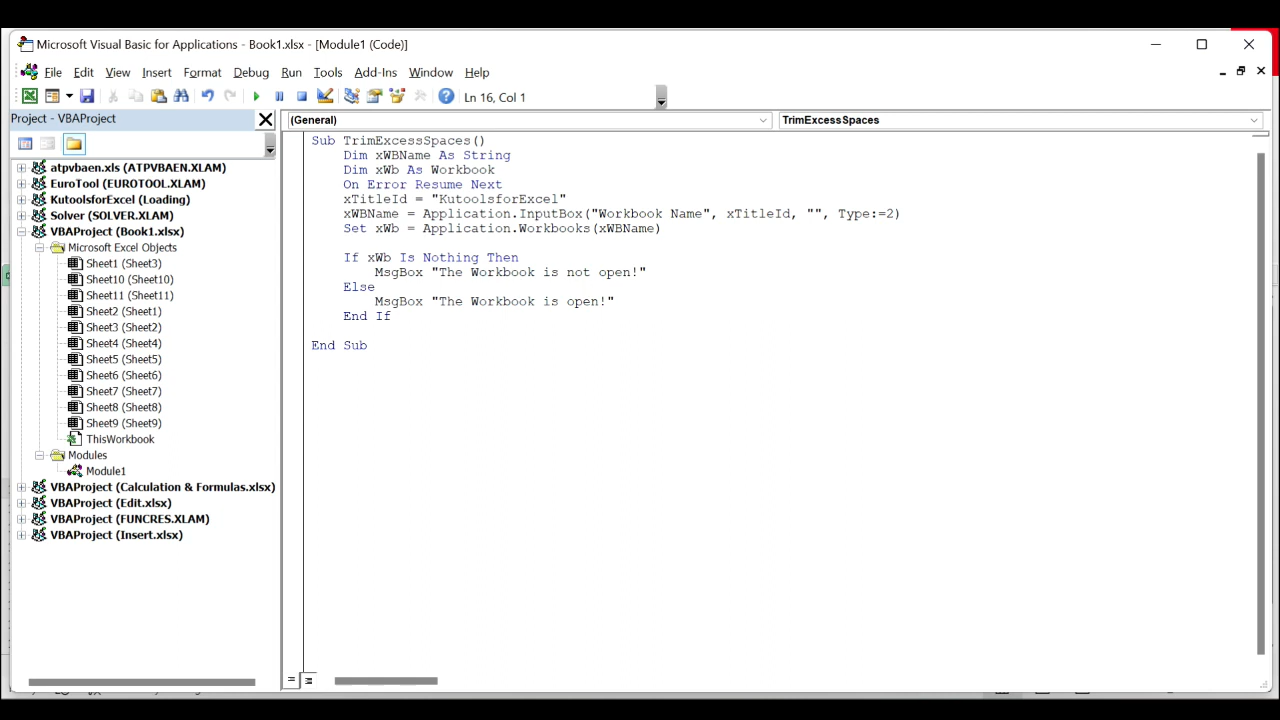 Microsoft Visual Basic for Applications - Book1.xlsx - [Module1 (Code)]
File Edit View Insert Format Debug Run Tools Add-Ins Window Help
Ln 16, Col 1
Project - VBAProject
(General)
TrimExcessSpaces
atpvbaen.xls (ATPVBAEN.XLAM)
EuroTool (EUROTOOL.XLAM)
KutoolsforExcel (Loading)
Solver (SOLVER.XLAM)
VBAProject (Book1.xlsx)
Microsoft Excel Objects
Sheet1 (Sheet3)
Sheet10 (Sheet10)
Sheet11 (Sheet11)
Sheet2 (Sheet1)
Sheet3 (Sheet2)
Sheet4 (Sheet4)
Sheet5 (Sheet5)
Sheet6 (Sheet6)
Sheet7 (Sheet7)
Sheet8 (Sheet8)
Sheet9 (Sheet9)
ThisWorkbook
Modules
Module1
VBAProject (Calculation & Formulas.xlsx)
VBAProject (Edit.xlsx)
VBAProject (FUNCRES.XLAM)
VBAProject (Insert.xlsx)
Sub TrimExcessSpaces()
Dim xWBName As String
Dim xWb As Workbook
On Error Resume Next
xTitleId = "KutoolsforExcel"
xWBName = Application.InputBox("Workbook Name", xTitleId, "", Type:=2)
Set xWb = Application.Workbooks(xWBName)
If xWb Is Nothing Then
MsgBox "The Workbook is not open!"
Else
MsgBox "The Workbook is open!"
End If
End Sub